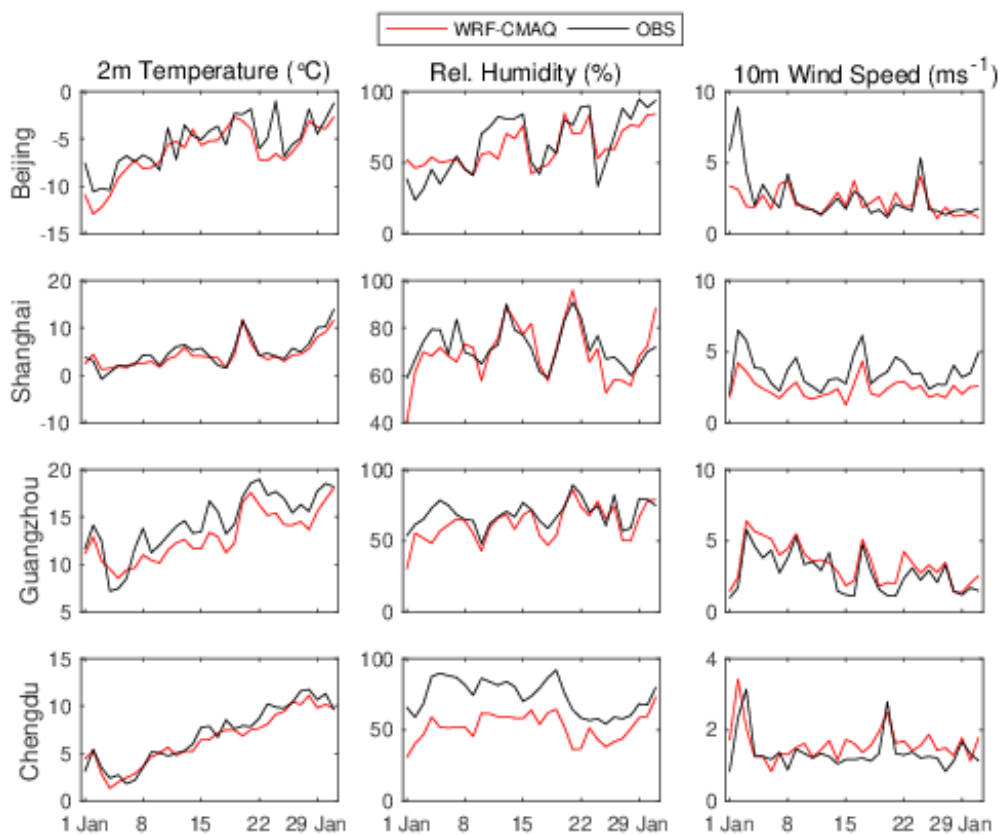 WRF-CMAQ OBS
2m Temperature (°C) Rel. Humidity (%) 10m Wind Speed (ms⁻¹)
Beijing
0 -5 -10 -15
100 50 0
10 5 0
Shanghai
20 10 0 -10
100 80 60 40
10 5 0
Guangzhou
20 15 10 5
100 50 0
10 5 0
Chengdu
15 10 5 0
100 50 0
4 2 0
1 Jan 8 15 22 29 Jan 1 Jan 8 15 22 29 Jan 1 Jan 8 15 22 29 Jan